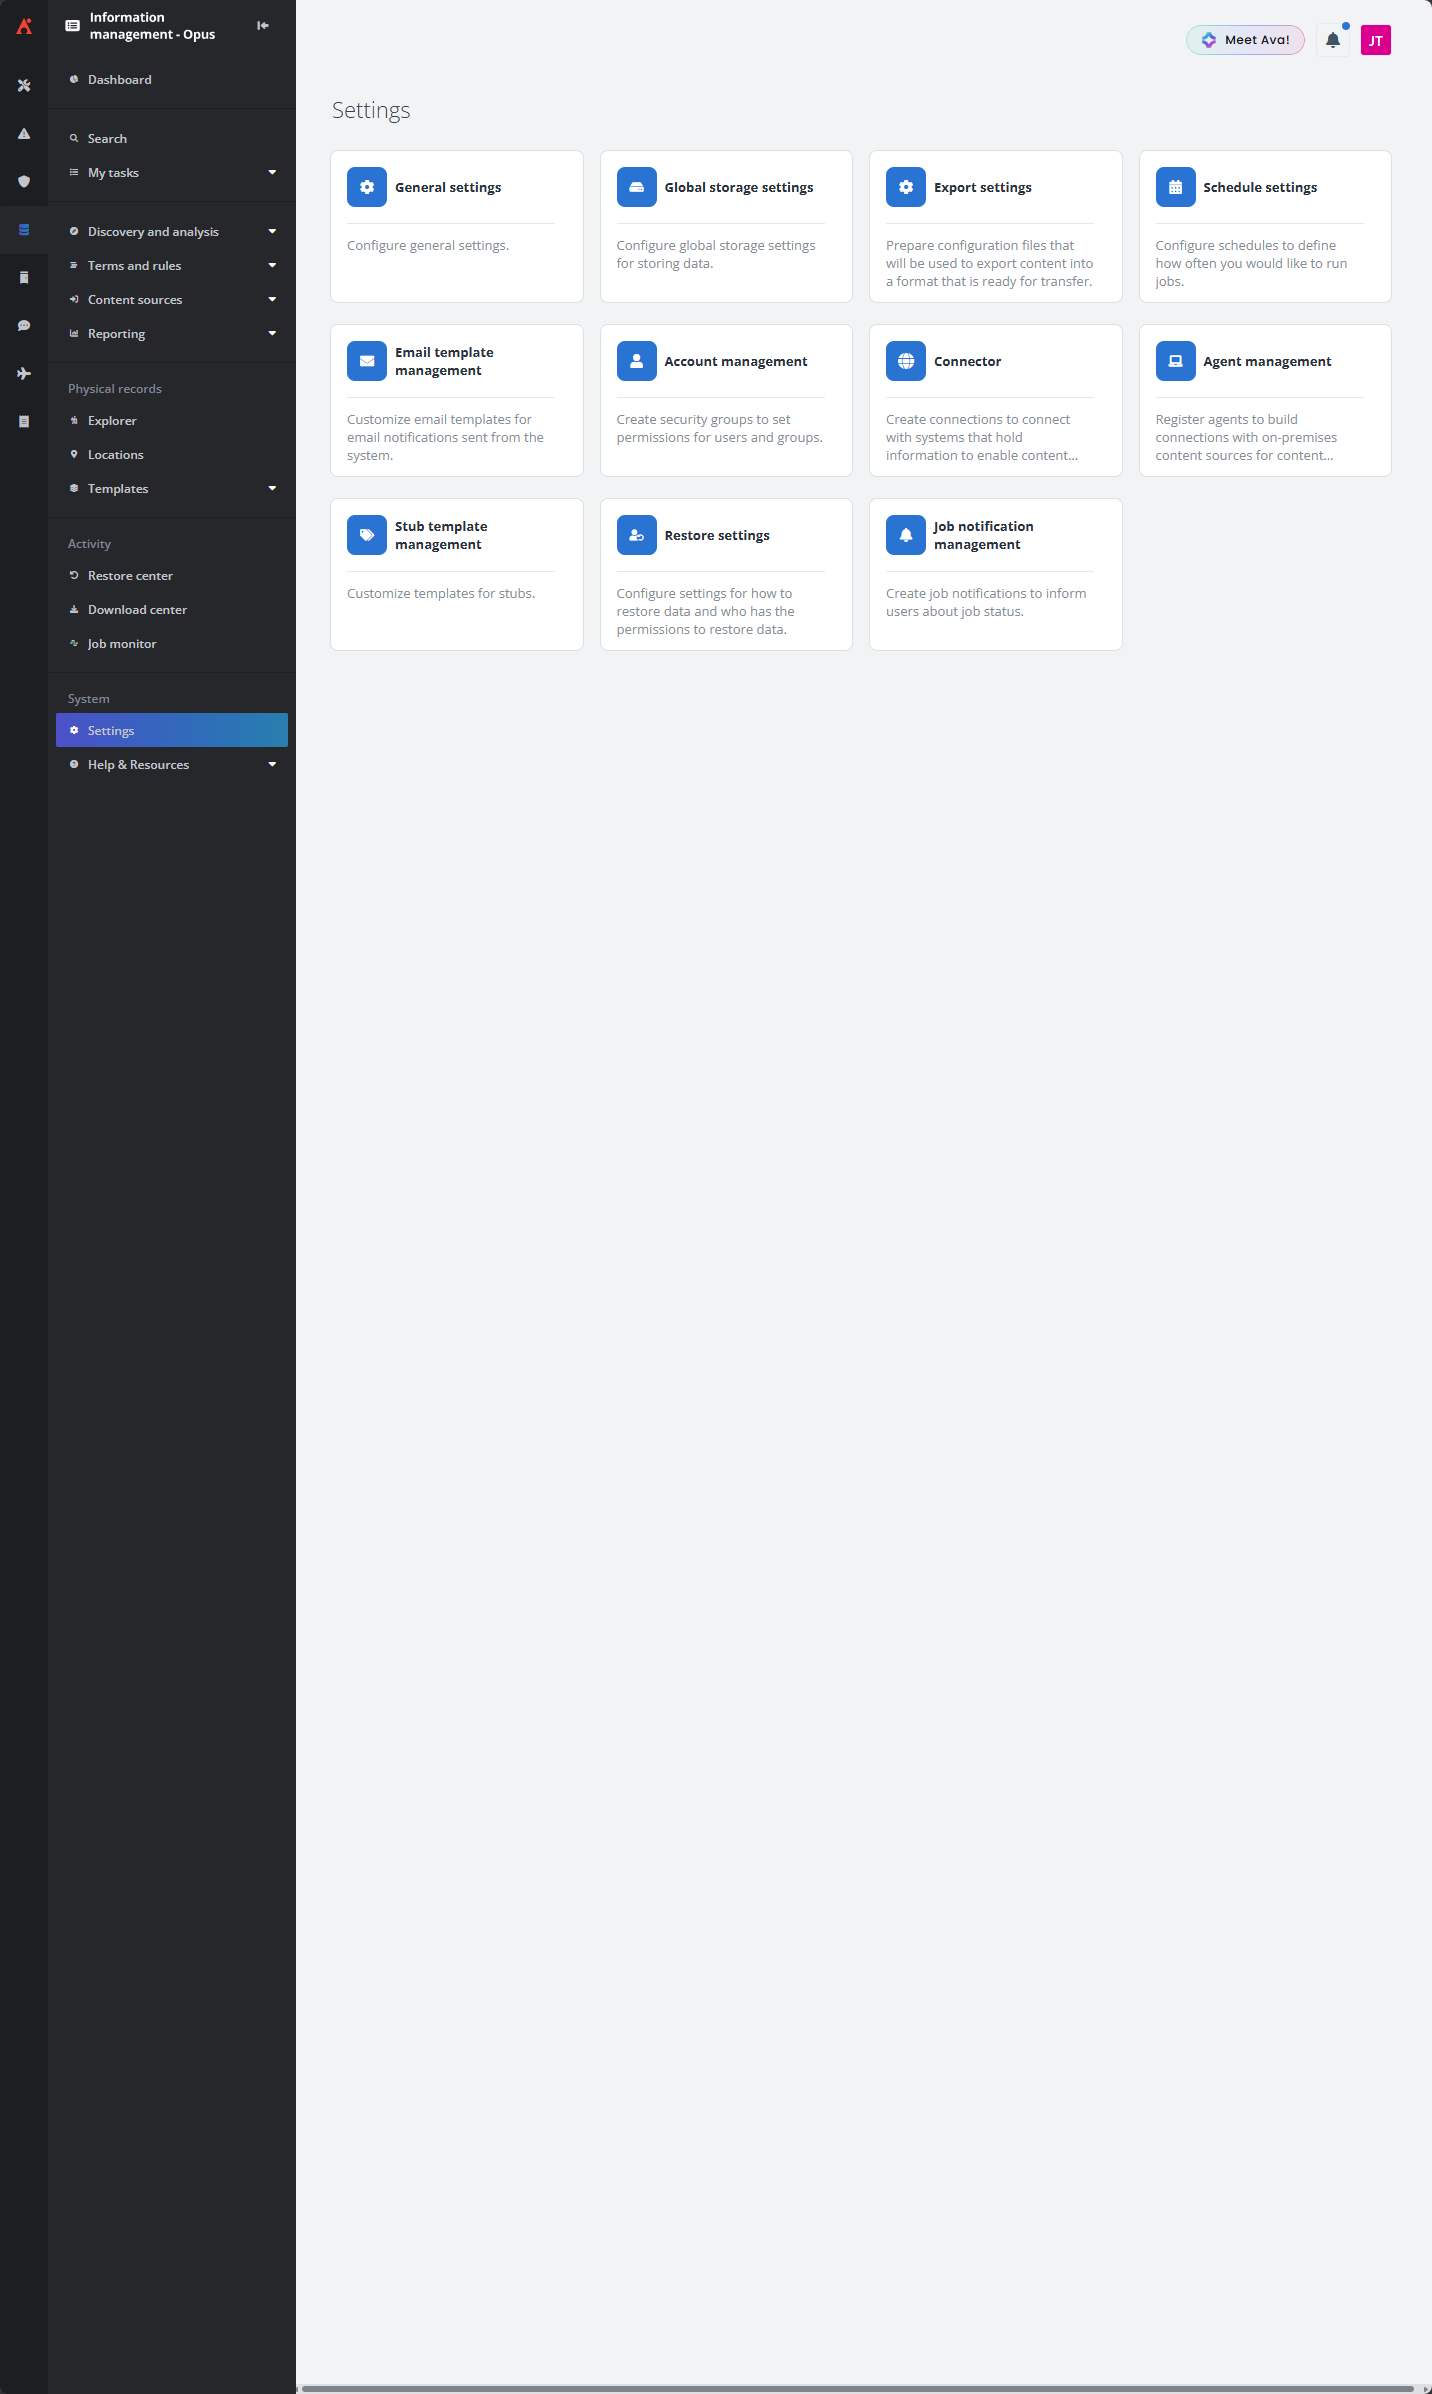 Information
management - Opus
Dashboard
Search
My tasks
Discovery and analysis
Terms and rules
Content sources
Reporting
Physical records
Explorer
Locations
Templates
Activity
Restore center
Download center
Job monitor
System
Settings
Help & Resources
Meet Ava!
JT
Settings
General settings
Configure general settings.
Global storage settings
Configure global storage settings
for storing data.
Export settings
Prepare configuration files that
will be used to export content into
a format that is ready for transfer.
Schedule settings
Configure schedules to define
how often you would like to run
jobs.
Email template
management
Customize email templates for
email notifications sent from the
system.
Account management
Create security groups to set
permissions for users and groups.
Connector
Create connections to connect
with systems that hold
information to enable content...
Agent management
Register agents to build
connections with on-premises
content sources for content...
Stub template
management
Customize templates for stubs.
Restore settings
Configure settings for how to
restore data and who has the
permissions to restore data.
Job notification
management
Create job notifications to inform
users about job status.